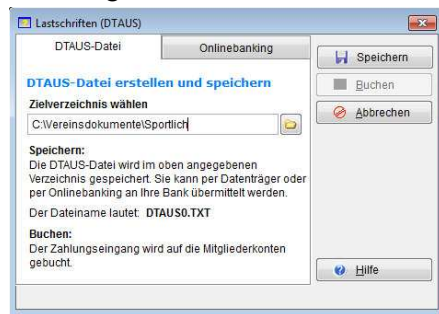 Lastschriften (DTAUS)
DTAUS-Datei
Onlinebanking
DTAUS-Datei erstellen und speichern
Zielverzeichnis wählen
C:\Vereinsdokumente\Sportlich
Speichern:
Die DTAUS-Datei wird im oben angegebenen
Verzeichnis gespeichert. Sie kann per Datenträger oder
per Onlinebanking an Ihre Bank übermittelt werden.
Der Dateiname lautet: DTAUS0.TXT
Buchen:
Der Zahlungseingang wird auf die Mitgliederkonten
gebucht.
Speichern
Buchen
Abbrechen
Hilfe